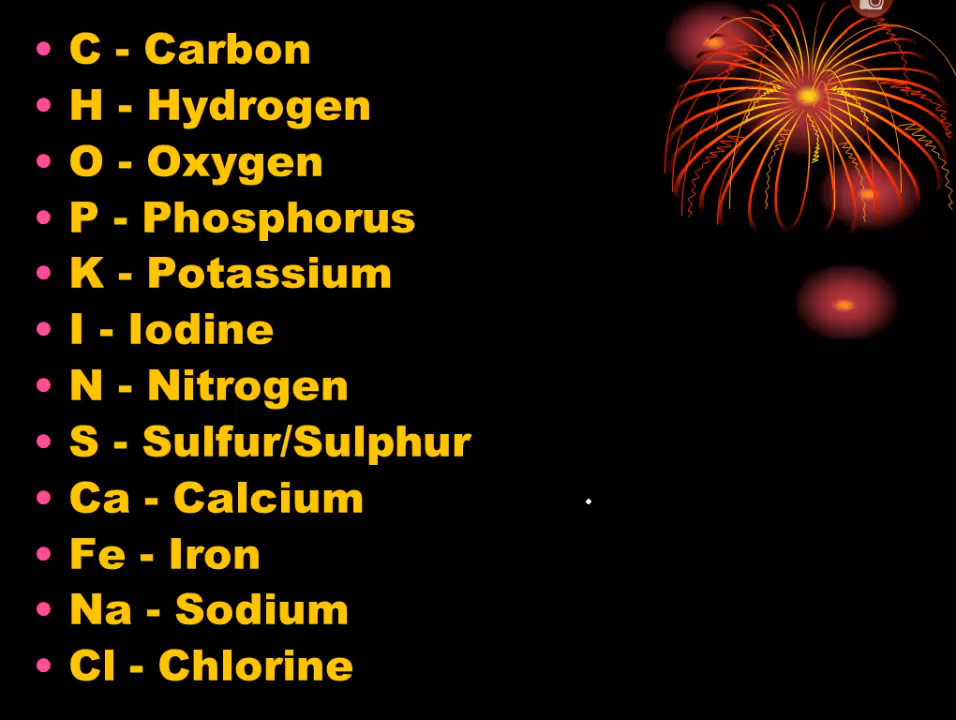 • C - Carbon
• H - Hydrogen
• O - Oxygen
• P - Phosphorus
• K - Potassium
• I - Iodine
• N - Nitrogen
• S - Sulfur/Sulphur
• Ca - Calcium
• Fe - Iron
• Na - Sodium
• Cl - Chlorine